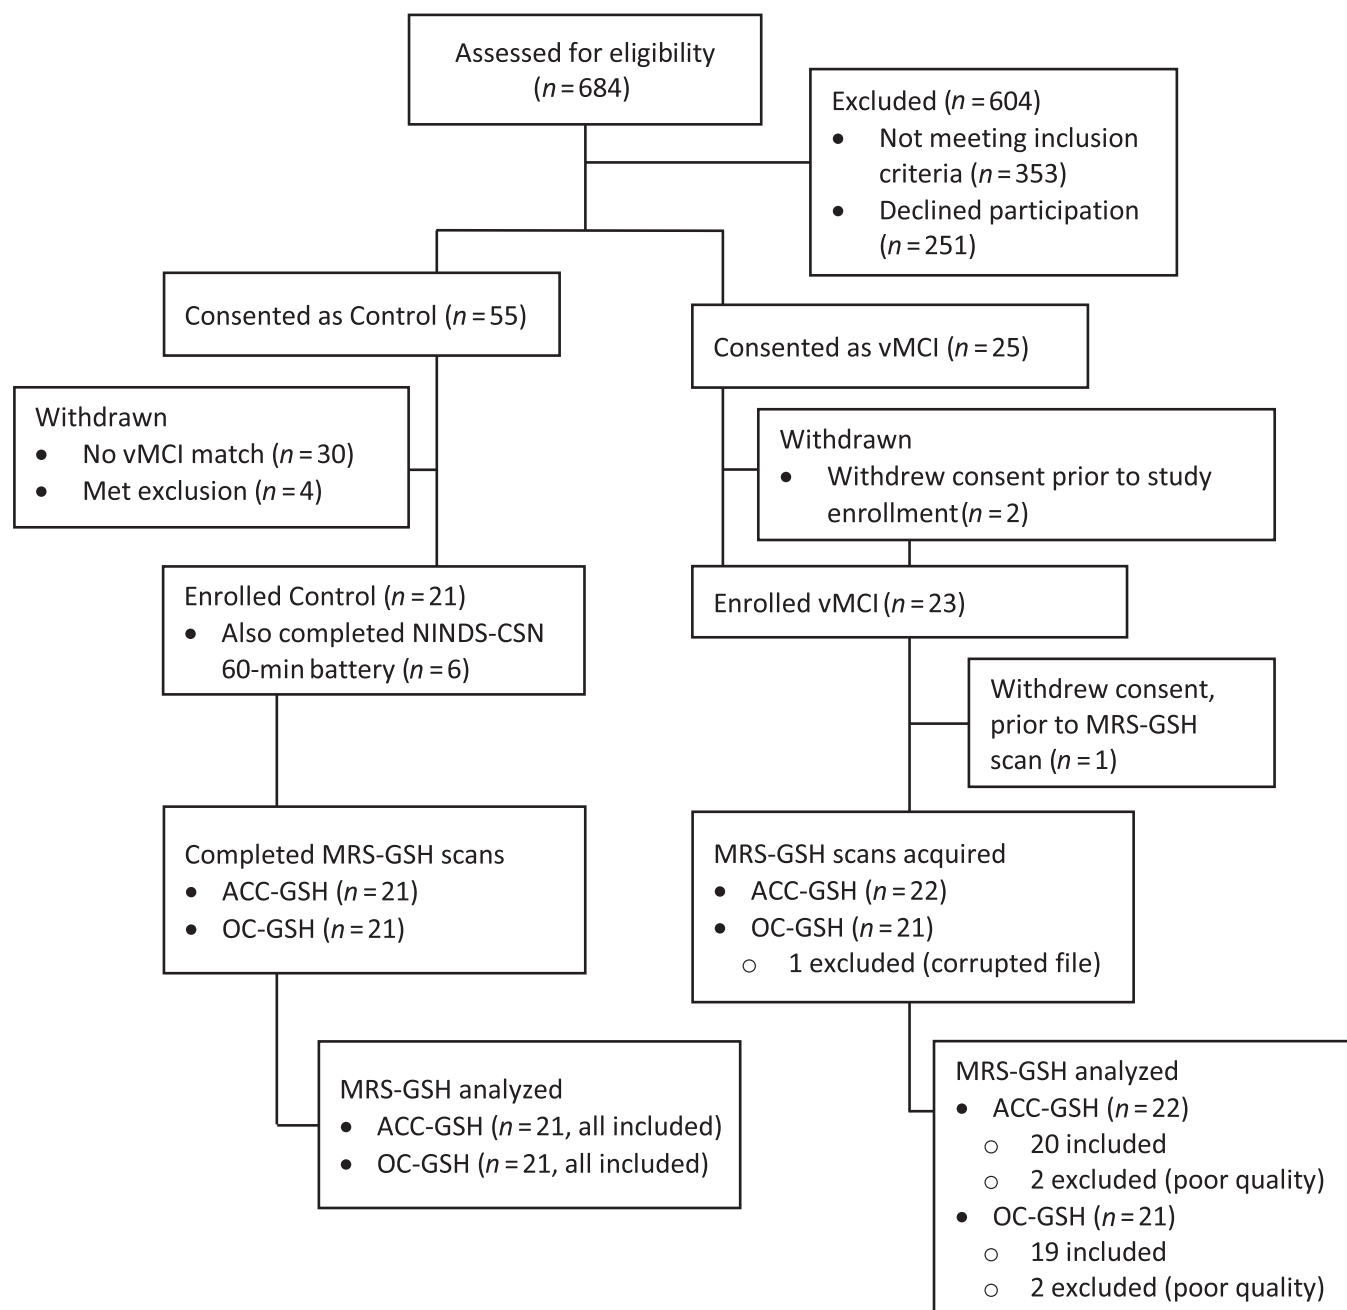 Assessed for eligibility
(n = 684)
Excluded (n = 604)
• Not meeting inclusion
criteria (n = 353)
• Declined participation
(n = 251)
Consented as Control (n = 55)
Consented as vMCI (n = 25)
Withdrawn
• No vMCI match (n = 30)
• Met exclusion (n = 4)
Withdrawn
• Withdrew consent prior to study
enrollment (n = 2)
Enrolled Control (n = 21)
• Also completed NINDS-CSN
60-min battery (n = 6)
Enrolled vMCI (n = 23)
Withdrew consent,
prior to MRS-GSH
scan (n = 1)
Completed MRS-GSH scans
• ACC-GSH (n = 21)
• OC-GSH (n = 21)
MRS-GSH scans acquired
• ACC-GSH (n = 22)
• OC-GSH (n = 21)
○ 1 excluded (corrupted file)
MRS-GSH analyzed
• ACC-GSH (n = 21, all included)
• OC-GSH (n = 21, all included)
MRS-GSH analyzed
• ACC-GSH (n = 22)
○ 20 included
○ 2 excluded (poor quality)
• OC-GSH (n = 21)
○ 19 included
○ 2 excluded (poor quality)